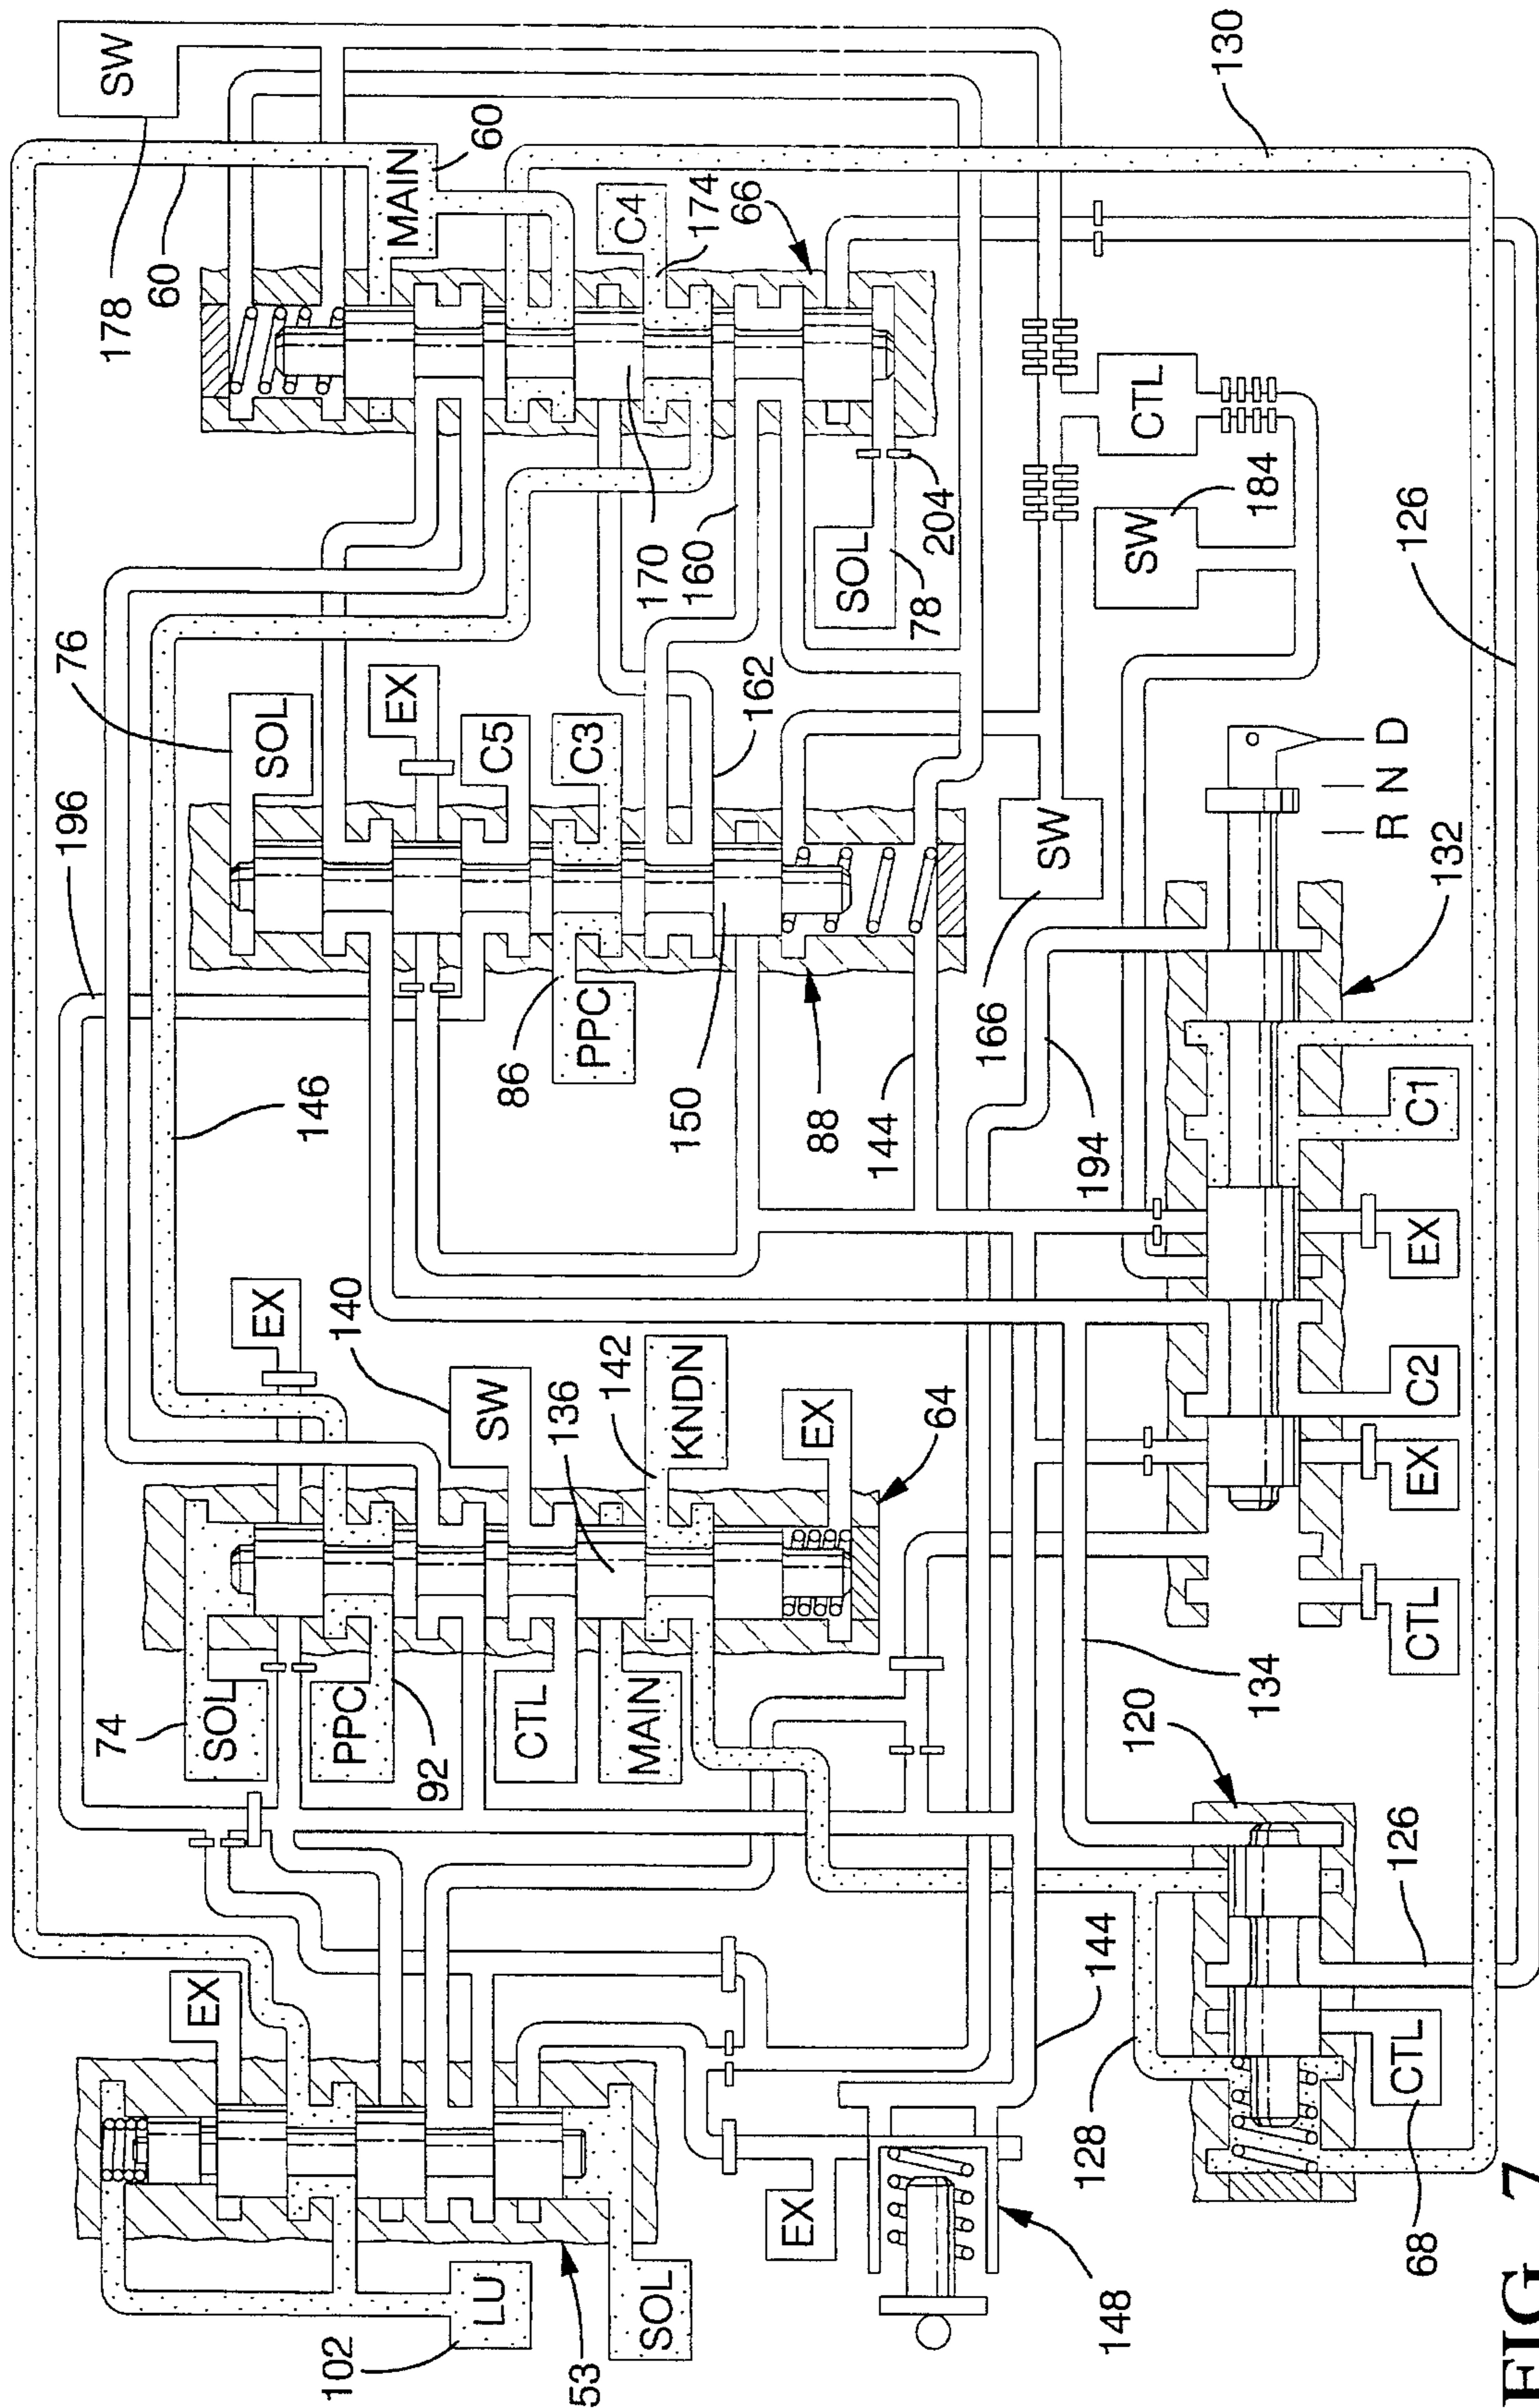 FIG. 7
SW
178
60
MAIN
60
C4
174
66
130
170
160
SOL
78
204
CTL
SW
184
126
76
SOL
EX
C5
C3
162
196
SW
166
R N D
132
86
PPC
150
88
144
194
C1
146
EX
EX
140
SW
136
142
KNDN
EX
64
C2
EX
CTL
74
SOL
PPC
92
CTL
MAIN
134
120
126
EX
144
128
CTL
68
102
LU
53
SOL
EX
148